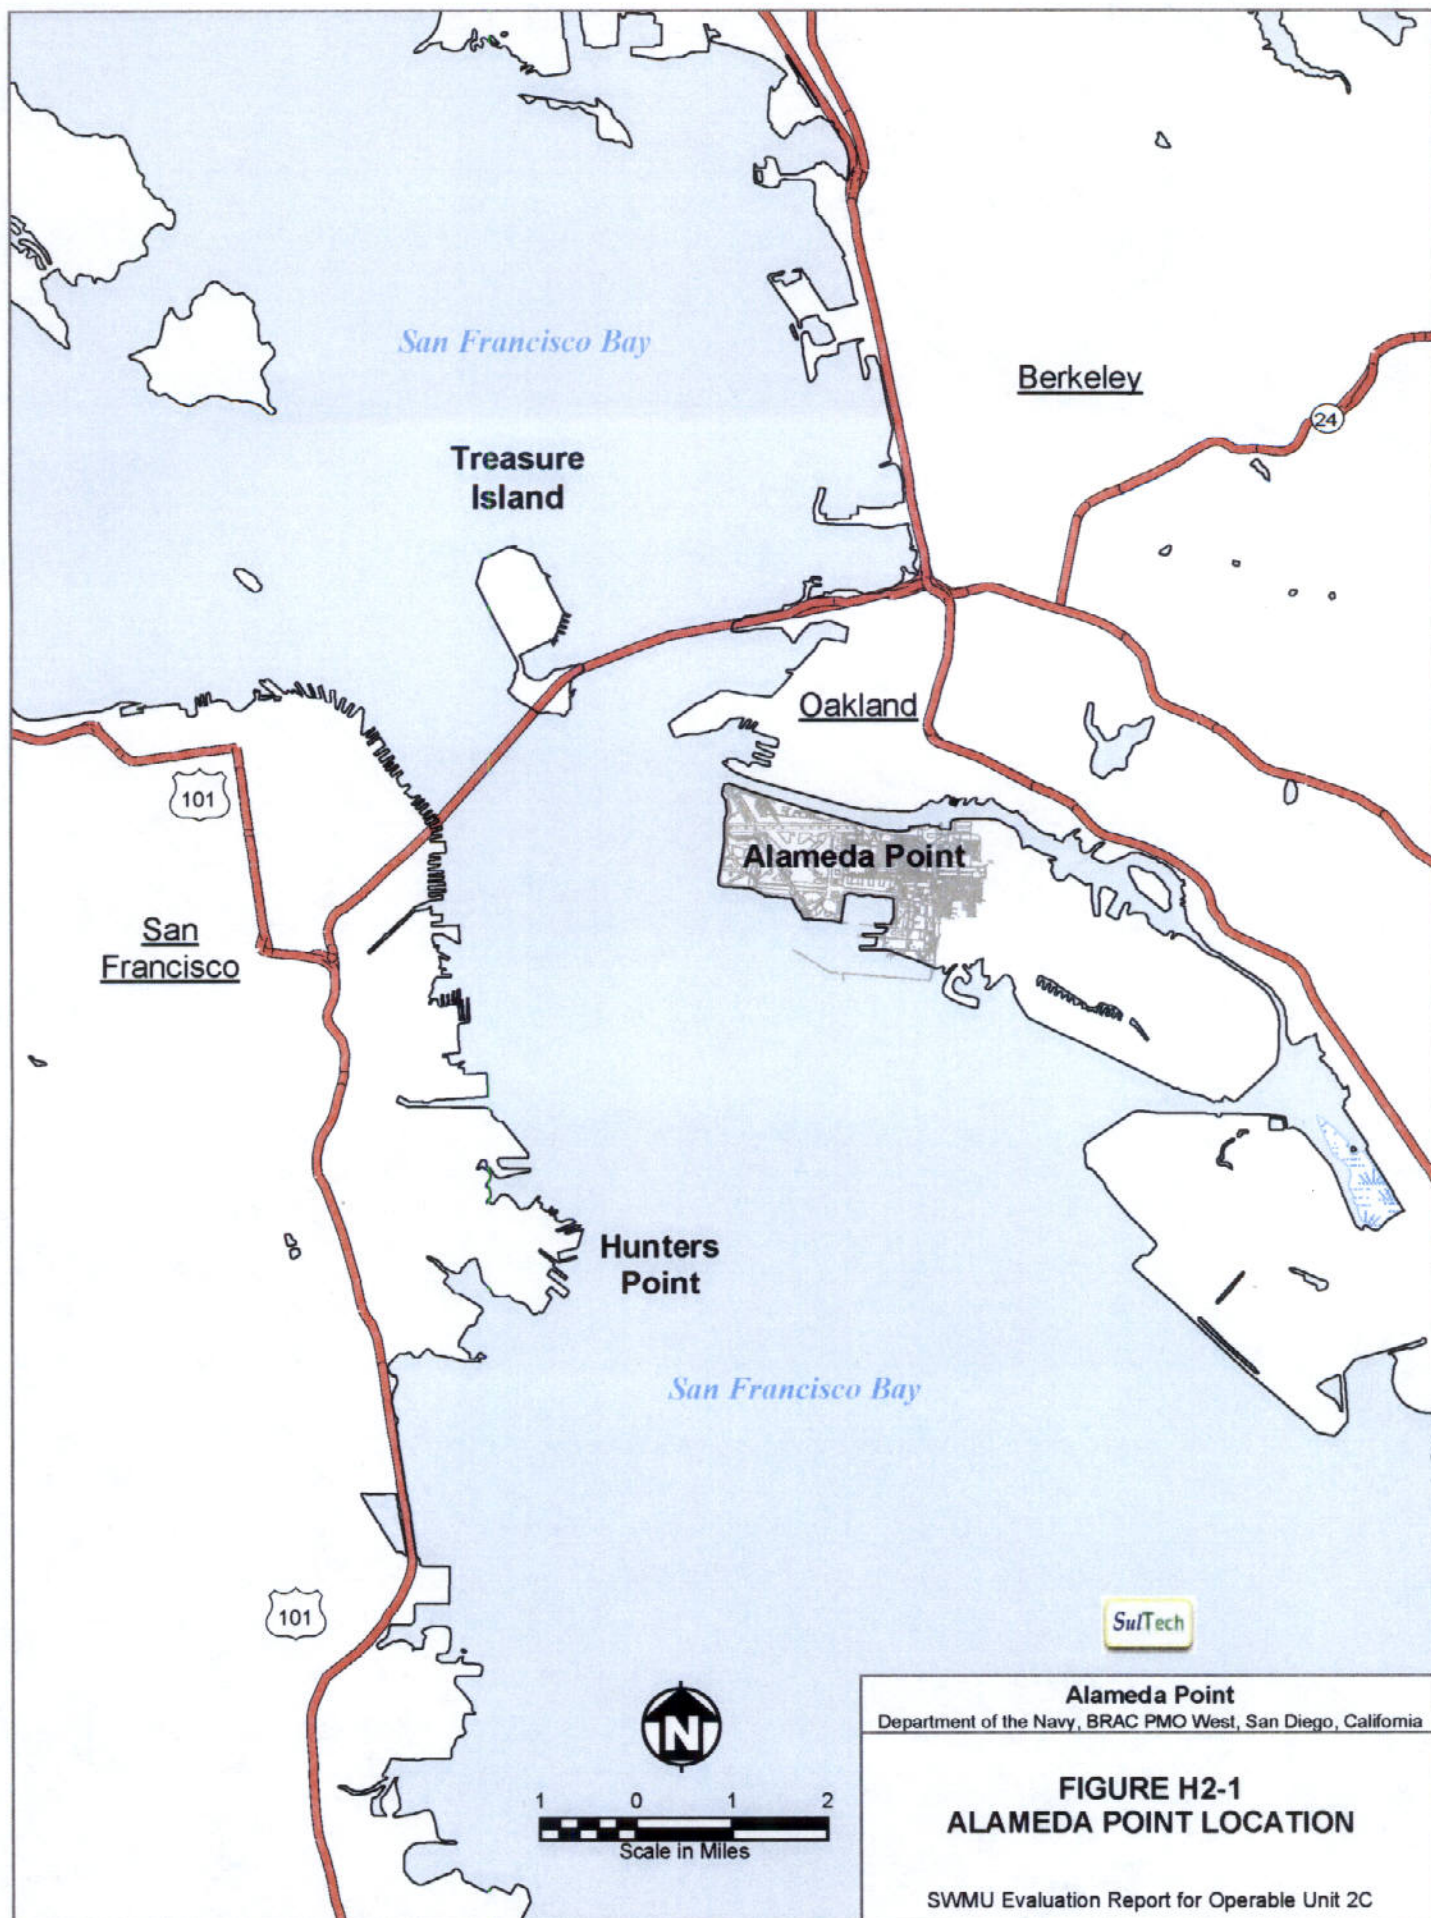 San Francisco Bay
Berkeley
24
Treasure
Island
Oakland
101
Alameda Point
San
Francisco
Hunters
Point
San Francisco Bay
101
SulTech
N
1 0 1 2
Scale in Miles
Alameda Point
Department of the Navy, BRAC PMO West, San Diego, California
FIGURE H2-1
ALAMEDA POINT LOCATION
SWMU Evaluation Report for Operable Unit 2C